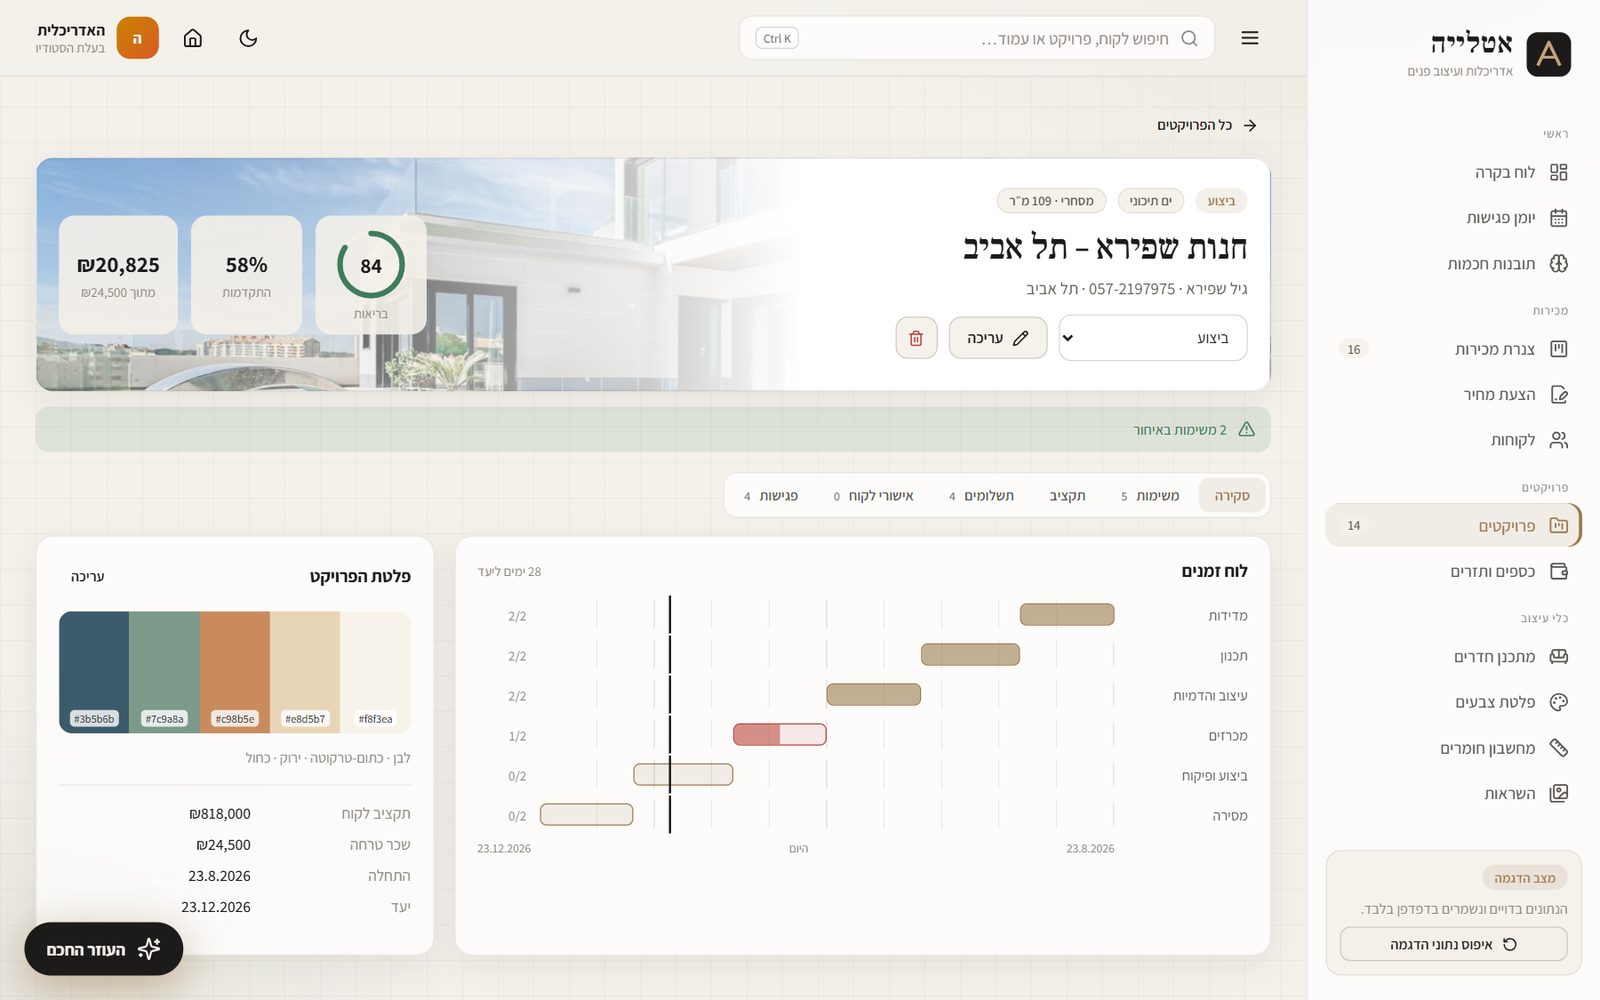 אטלייה
אדריכלות ועיצוב פנים
ראשי
לוח בקרה
יומן פגישות
תובנות חכמות
מכירות
צנרת מכירות 16
הצעת מחיר
לקוחות
פרויקטים
פרויקטים 14
כספים ותזרים
כלי עיצוב
מתכנן חדרים
פלטת צבעים
מחשבון חומרים
השראות
מצב הדגמה
הנתונים בדויים ונשמרים בדפדפן בלבד.
איפוס נתוני הדגמה
חיפוש לקוח, פרויקט או עמוד… Ctrl K
ה האדריכלית
בעלת הסטודיו
כל הפרויקטים
ביצוע ים תיכוני מסחרי · 109 מ״ר
חנות שפירא – תל אביב
גיל שפירא · 057-2197975 · תל אביב
ביצוע עריכה
84
בריאות
58%
התקדמות
₪20,825
מתוך ₪24,500
2 משימות באיחור
סקירה משימות 5 תקציב תשלומים 4 אישורי לקוח 0 פגישות 4
לוח זמנים 28 ימים ליעד
מדידות 2/2
תכנון 2/2
עיצוב והדמיות 2/2
מכרזים 1/2
ביצוע ופיקוח 0/2
מסירה 0/2
23.8.2026 היום 23.12.2026
פלטת הפרויקט עריכה
#f8f3ea #e8d5b7 #c98b5e #7c9a8a #3b5b6b
לבן · כתום-טרקוטה · ירוק · כחול
תקציב לקוח ₪818,000
שכר טרחה ₪24,500
התחלה 23.8.2026
יעד 23.12.2026
העוזר החכם